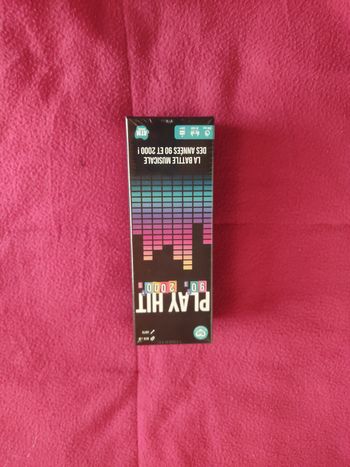 PLAY HIT
90's 2000's
LA BATTLE MUSICALE
DES ANNÉES 90 ET 2000 !